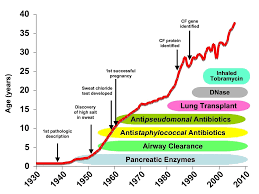 CF gene
identified
CF protein
identified
1st successful
pregnancy
Sweat chloride
test developed
Discovery
of high salt
in sweat
1st pathologic
description
Inhaled
Tobramycin
DNase
Lung Transplant
Antipseudomonal Antibiotics
Antistaphylococcal Antibiotics
Airway Clearance
Pancreatic Enzymes
Age (years)
40
35
30
25
20
15
10
5
0
1930
1940
1950
1960
1970
1980
1990
2000
2010